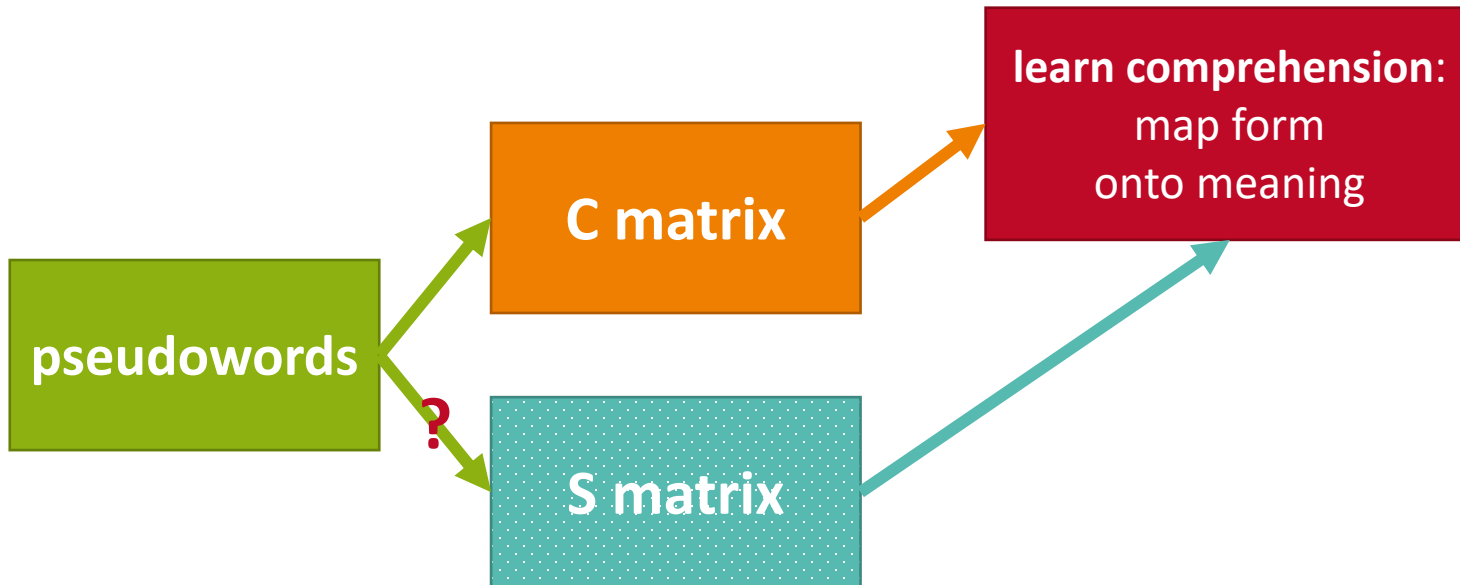 learn comprehension:
map form
onto meaning
C matrix
pseudowords
?
S matrix